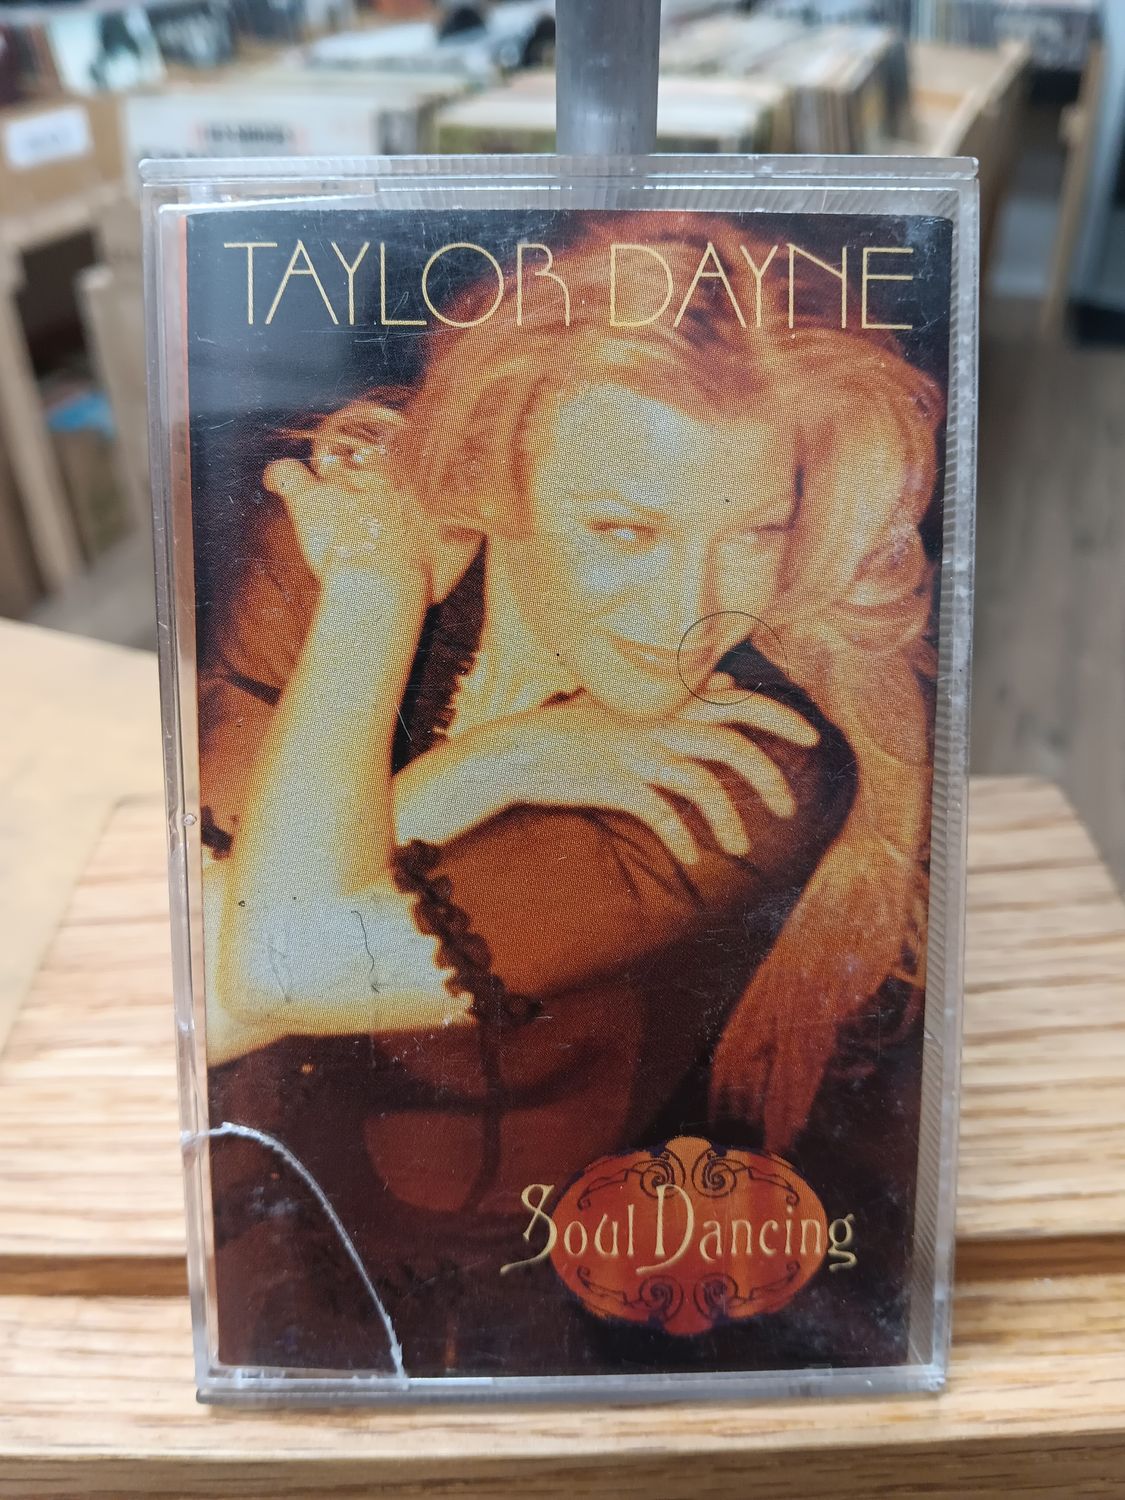 TAYLOR DAYNE
Soul Dancing